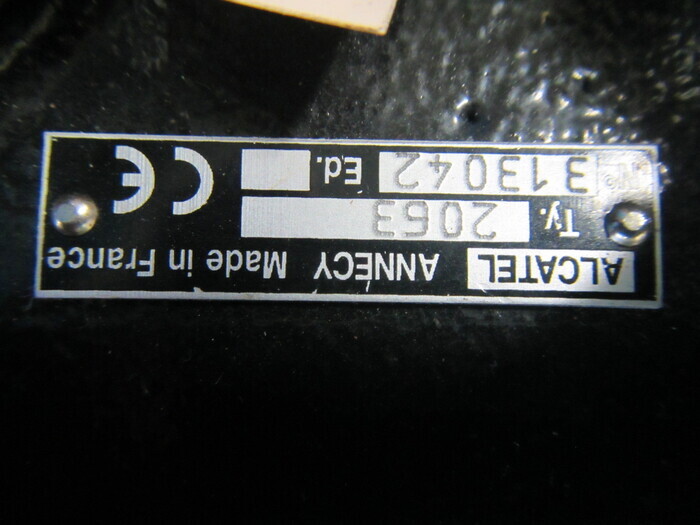 ALCATEL ANNECY Made in France
Ty. 2063
N° 313042 Ed. CE